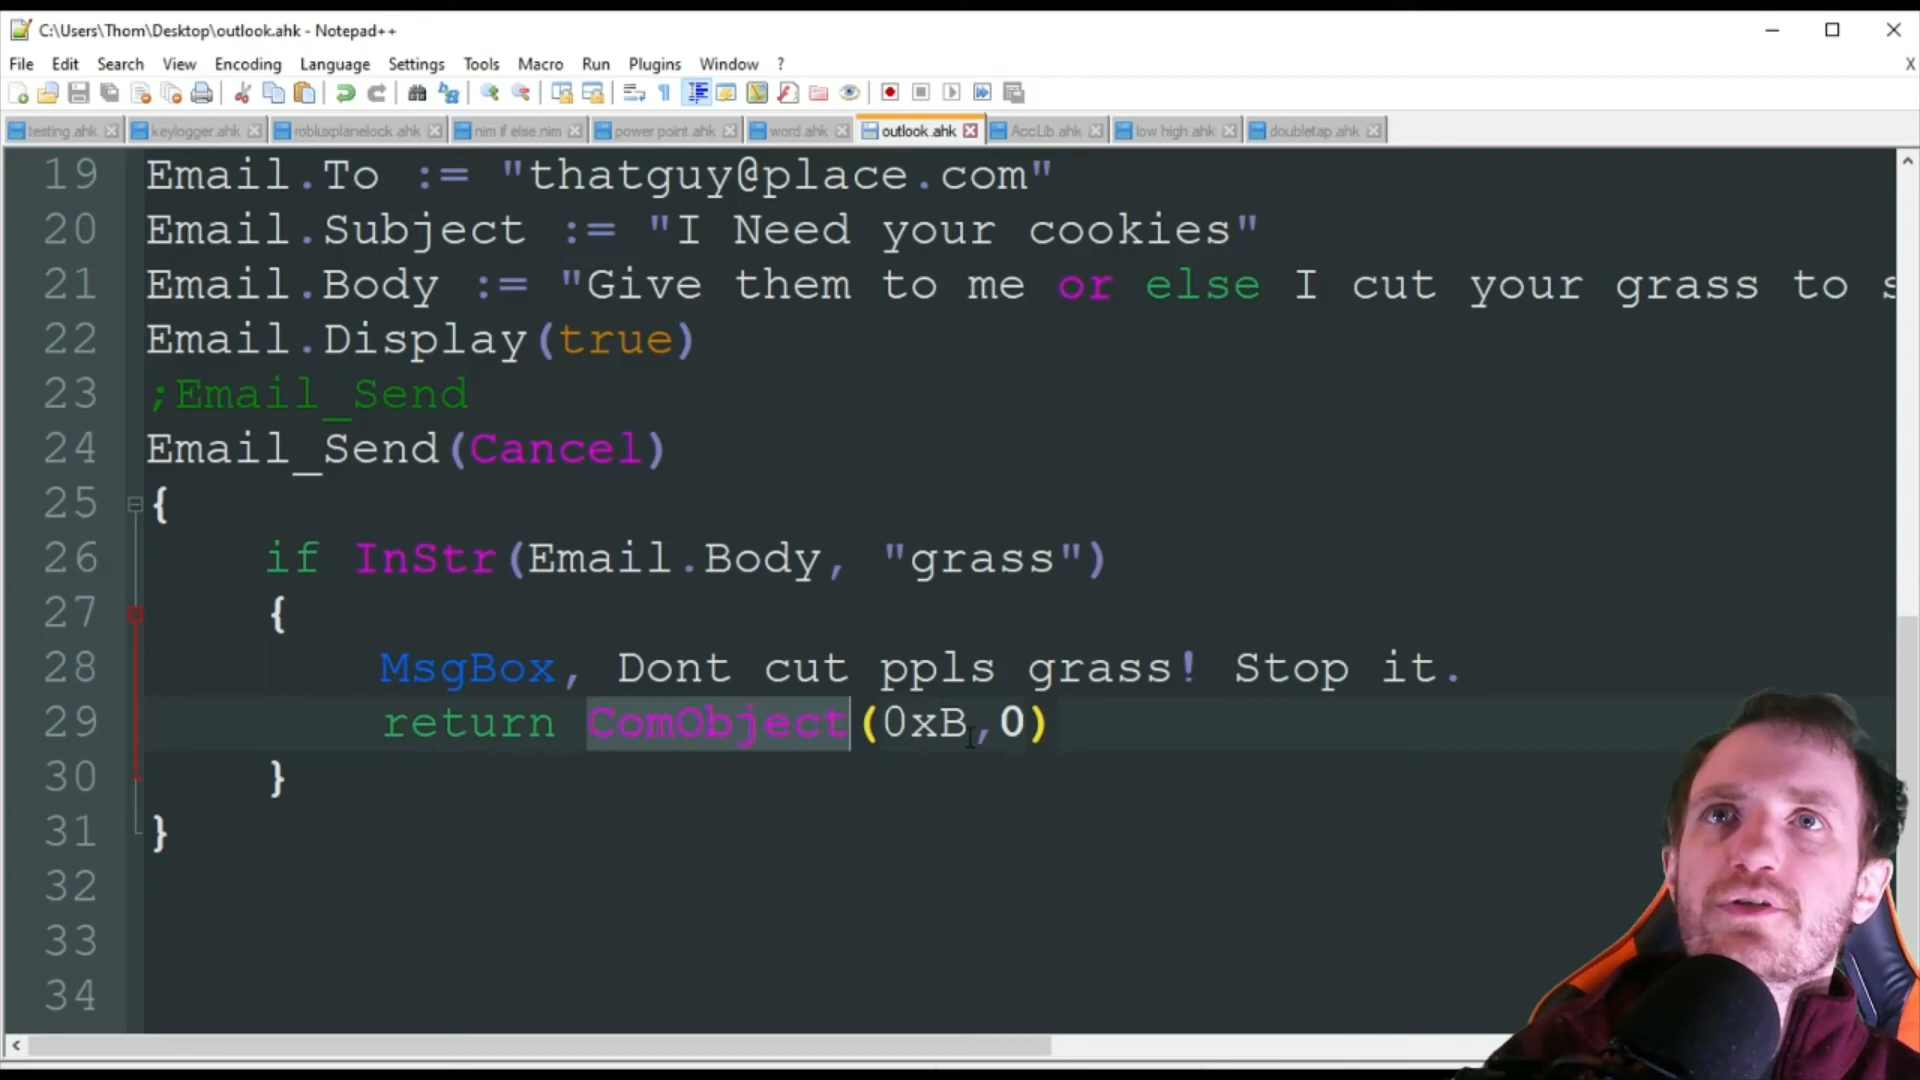 C:\Users\Thom\Desktop\outlook.ahk - Notepad++
File Edit Search View Encoding Language Settings Tools Macro Run Plugins Window ? X
testing.ahk keylogger.ahk robluxplanelock.ahk nim if else.nim power point.ahk word.ahk outlook.ahk AccLib.ahk low high.ahk doubletap.ahk
19 Email.To := "thatguy@place.com"
20 Email.Subject := "I Need your cookies"
21 Email.Body := "Give them to me or else I cut your grass to s
22 Email.Display(true)
23 ;Email_Send
24 Email_Send(Cancel)
25 {
26 if InStr(Email.Body, "grass")
27 {
28 MsgBox, Dont cut ppls grass! Stop it.
29 return ComObject(0xB,0)
30 }
31 }
32
33
34